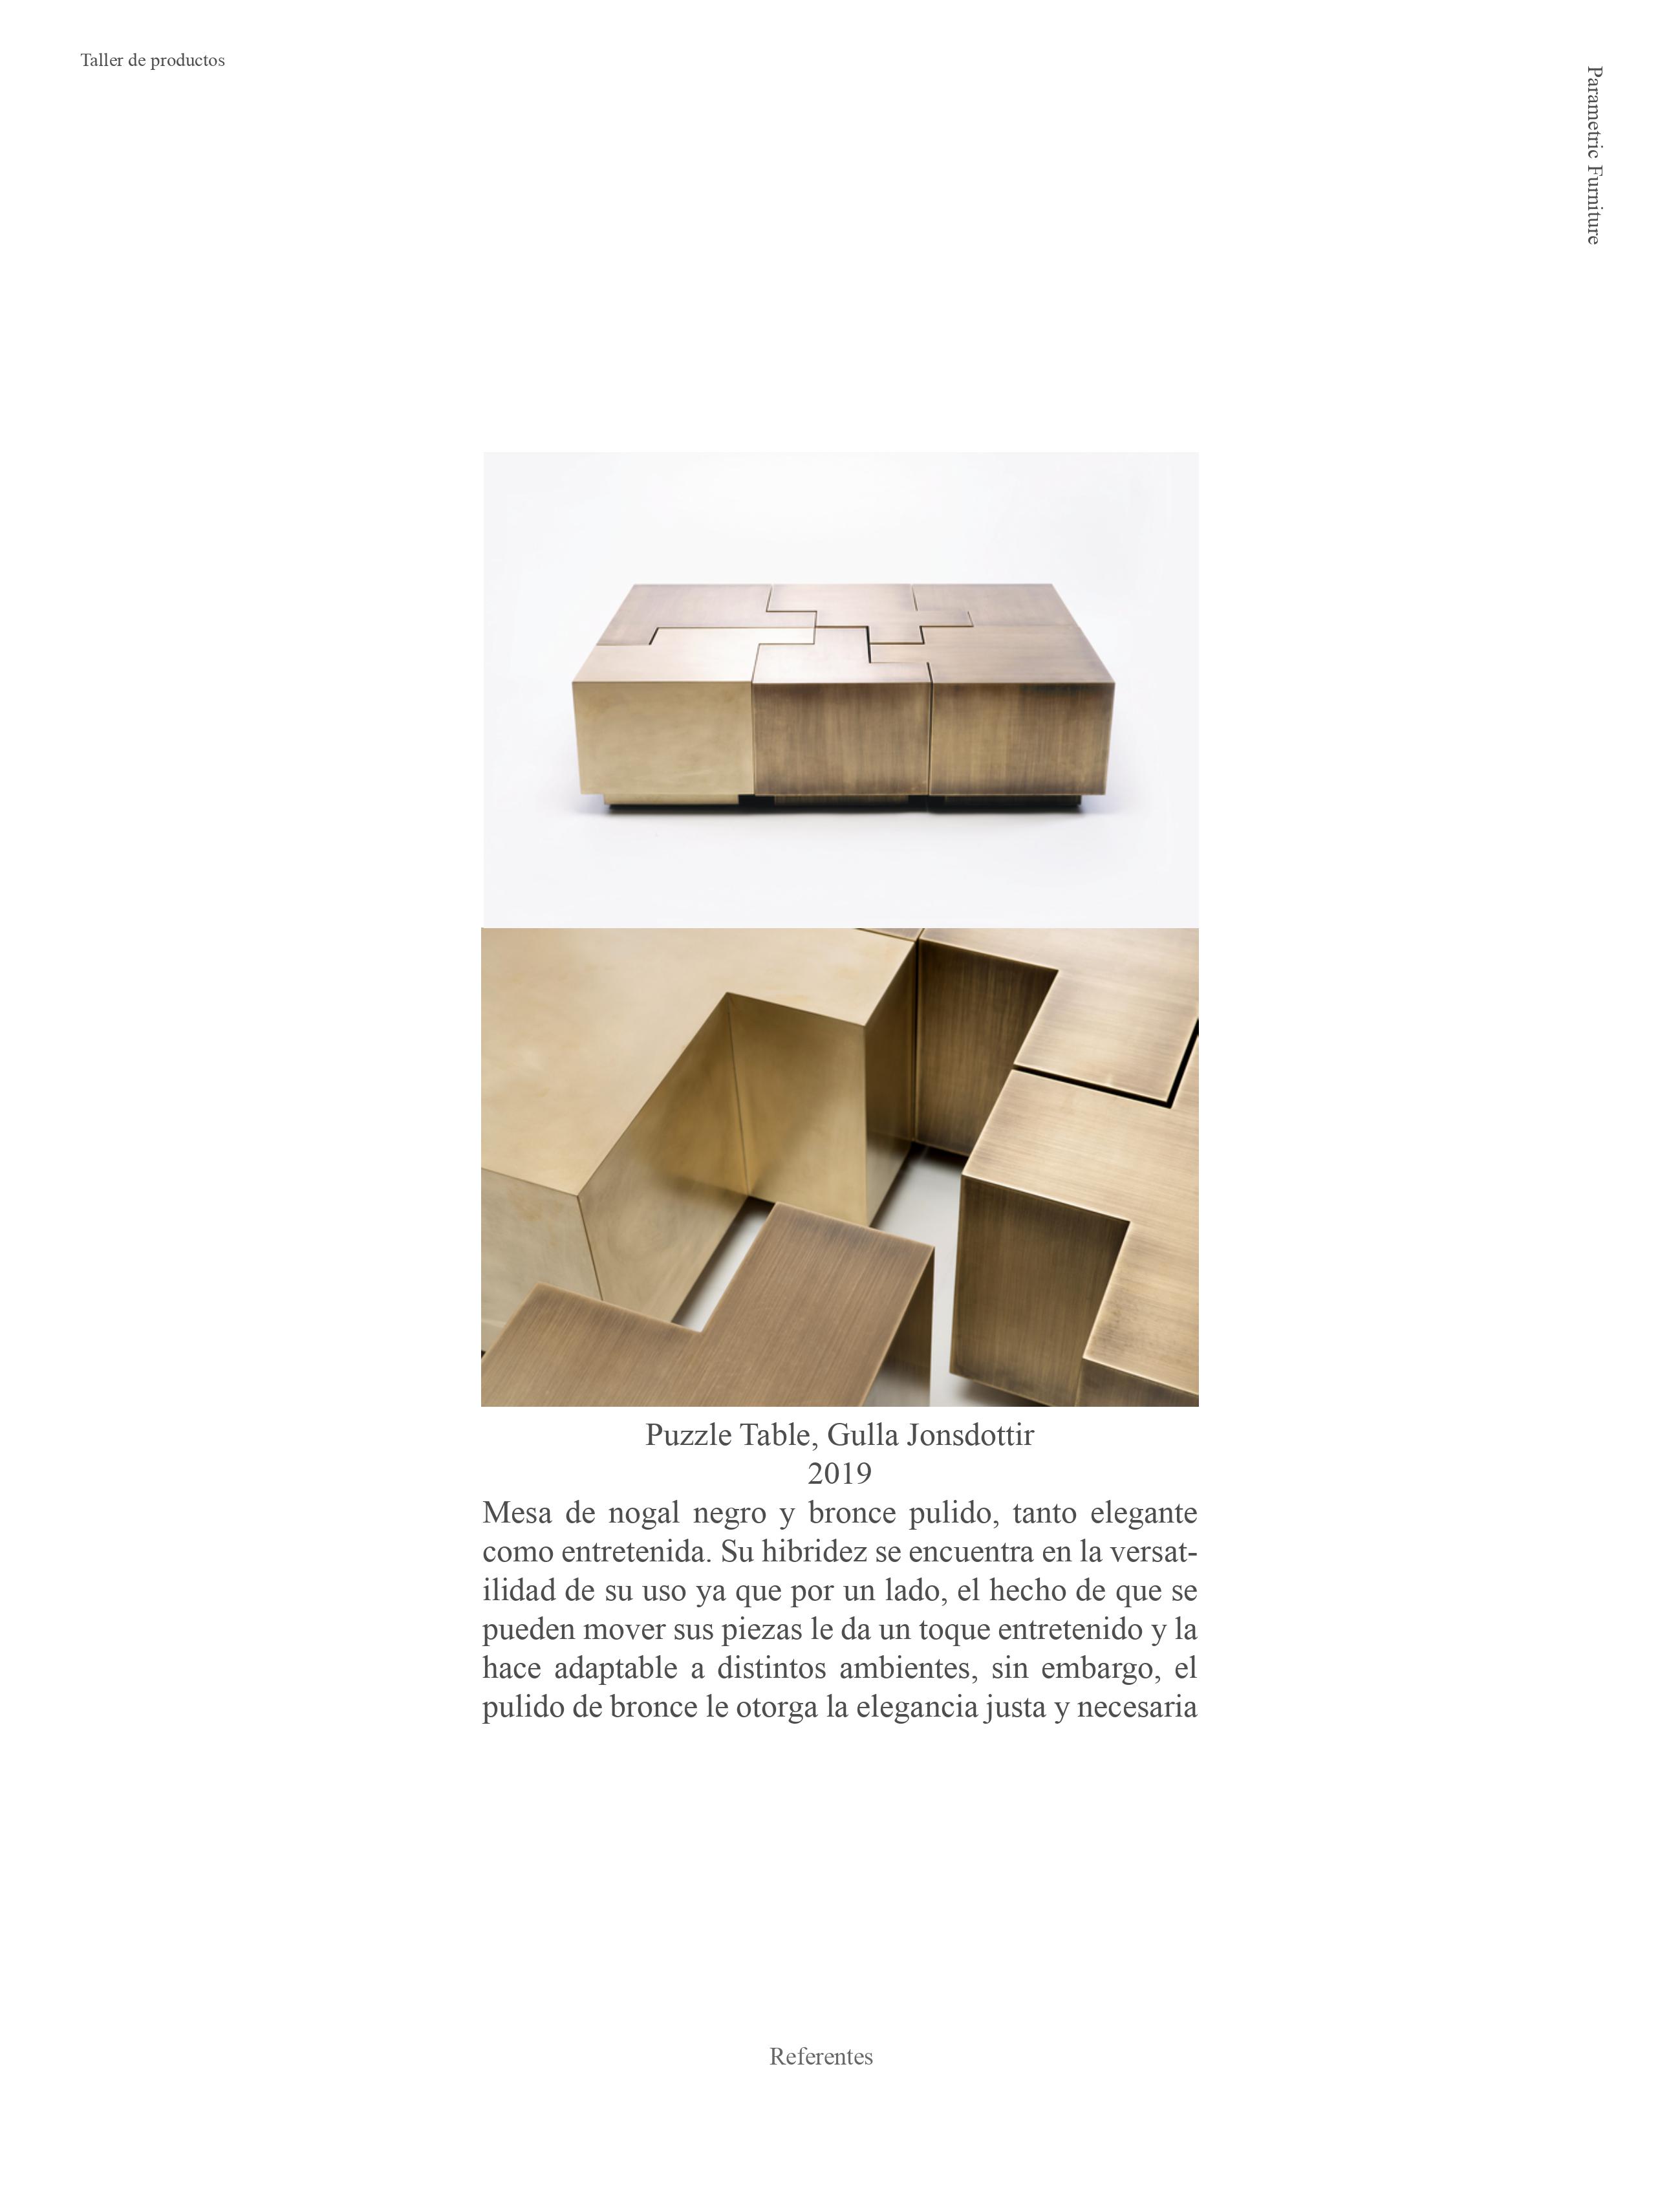 Taller de productos
Parametric Furniture
Puzzle Table, Gulla Jonsdottir
2019
Mesa de nogal negro y bronce pulido, tanto elegante
como entretenida. Su hibridez se encuentra en la versat-
ilidad de su uso ya que por un lado, el hecho de que se
pueden mover sus piezas le da un toque entretenido y la
hace adaptable a distintos ambientes, sin embargo, el
pulido de bronce le otorga la elegancia justa y necesaria
Referentes